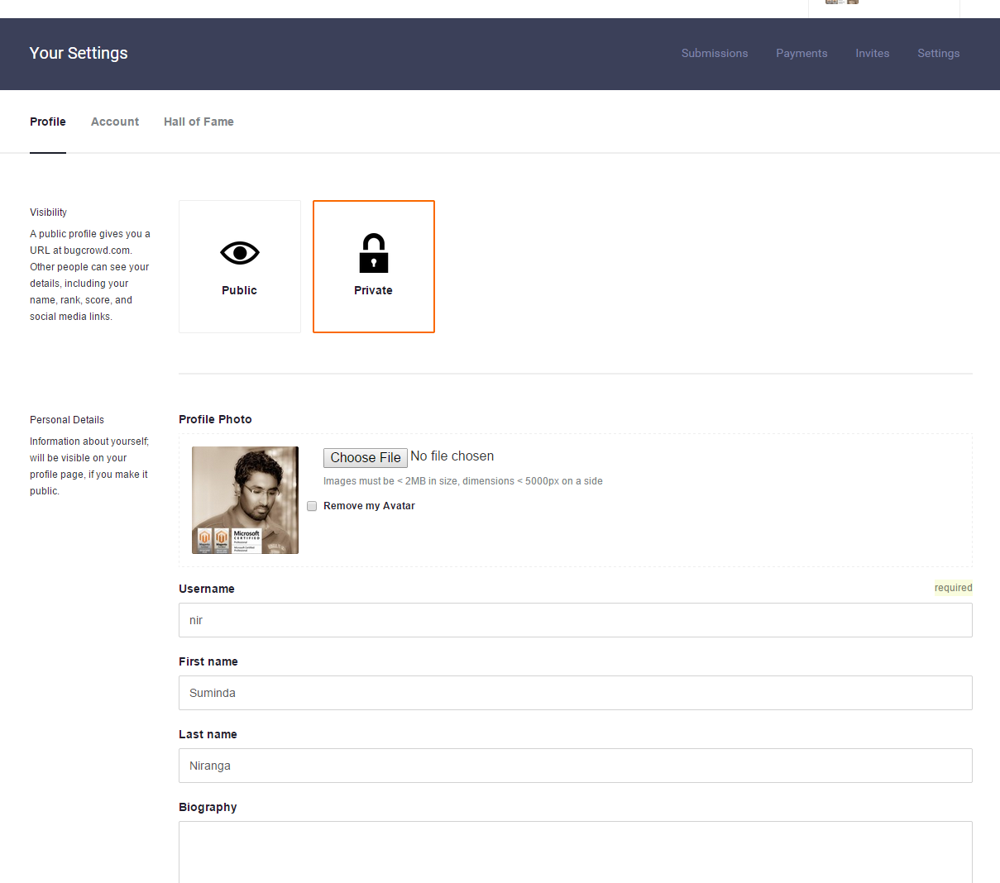 Your Settings
Submissions Payments Invites Settings
Profile Account Hall of Fame
Visibility
A public profile gives you a
URL at bugcrowd.com.
Other people can see your
details, including your
name, rank, score, and
social media links.
Public
Private
Personal Details
Information about yourself;
will be visible on your
profile page, if you make it
public.
Profile Photo
Choose File No file chosen
Images must be < 2MB in size, dimensions < 5000px on a side
Remove my Avatar
Microsoft
CERTIFIED
Professional
Microsoft Certified
Professional
Username required
nir
First name
Suminda
Last name
Niranga
Biography